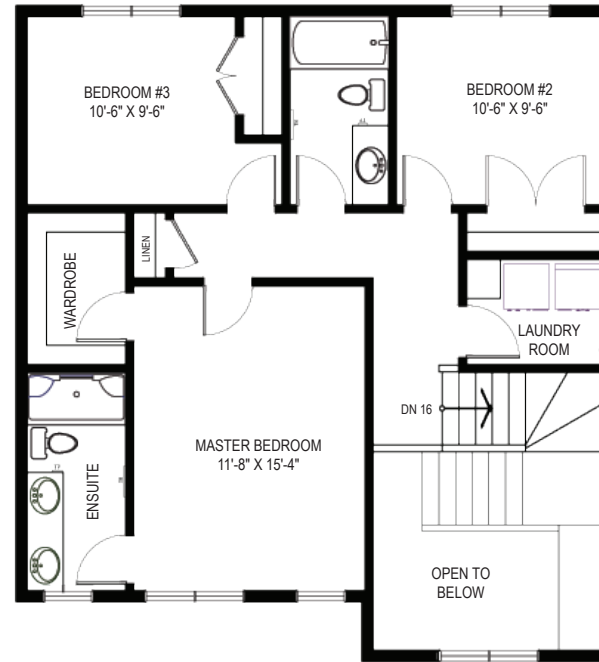 BEDROOM #3
10'-6" X 9'-6"
BEDROOM #2
10'-6" X 9'-6"
LINEN
WARDROBE
LAUNDRY
ROOM
DN 16
MASTER BEDROOM
11'-8" X 15'-4"
ENSUITE
OPEN TO
BELOW